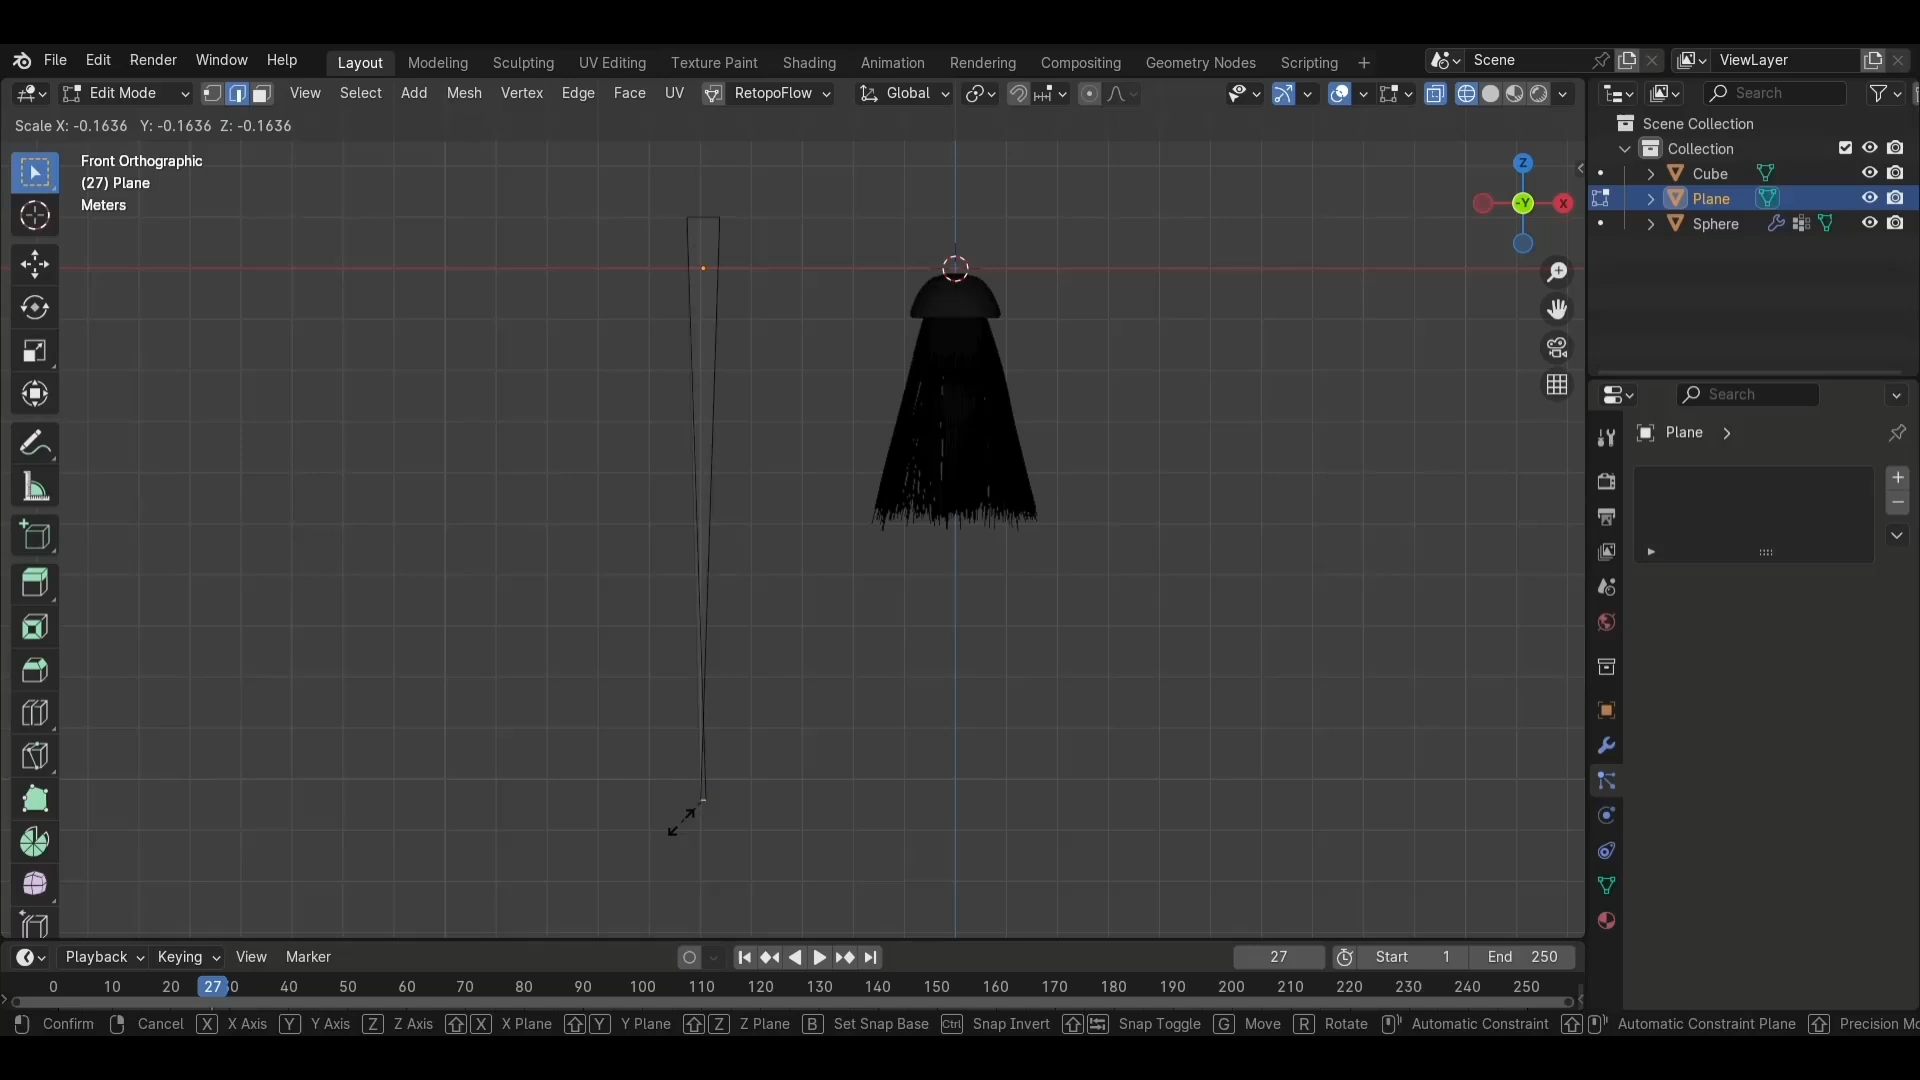 File Edit Render Window Help Layout Modeling Sculpting UV Editing Texture Paint Shading Animation Rendering Compositing Geometry Nodes Scripting + Scene ViewLayer
Edit Mode View Select Add Mesh Vertex Edge Face UV RetopoFlow Global Search
Scale X: -0.1636 Y: -0.1636 Z: -0.1636
Scene Collection
Front Orthographic
Collection
(27) Plane
Cube
Meters
Plane
Sphere
Z
-Y
X
Search
Plane
Playback Keying View Marker 27 Start 1 End 250
0 10 20 27 30 40 50 60 70 80 90 100 110 120 130 140 150 160 170 180 190 200 210 220 230 240 250
Confirm Cancel X X Axis Y Y Axis Z Z Axis X X Plane Y Y Plane Z Z Plane B Set Snap Base Ctrl Snap Invert Snap Toggle G Move R Rotate Automatic Constraint Automatic Constraint Plane Precision Mo